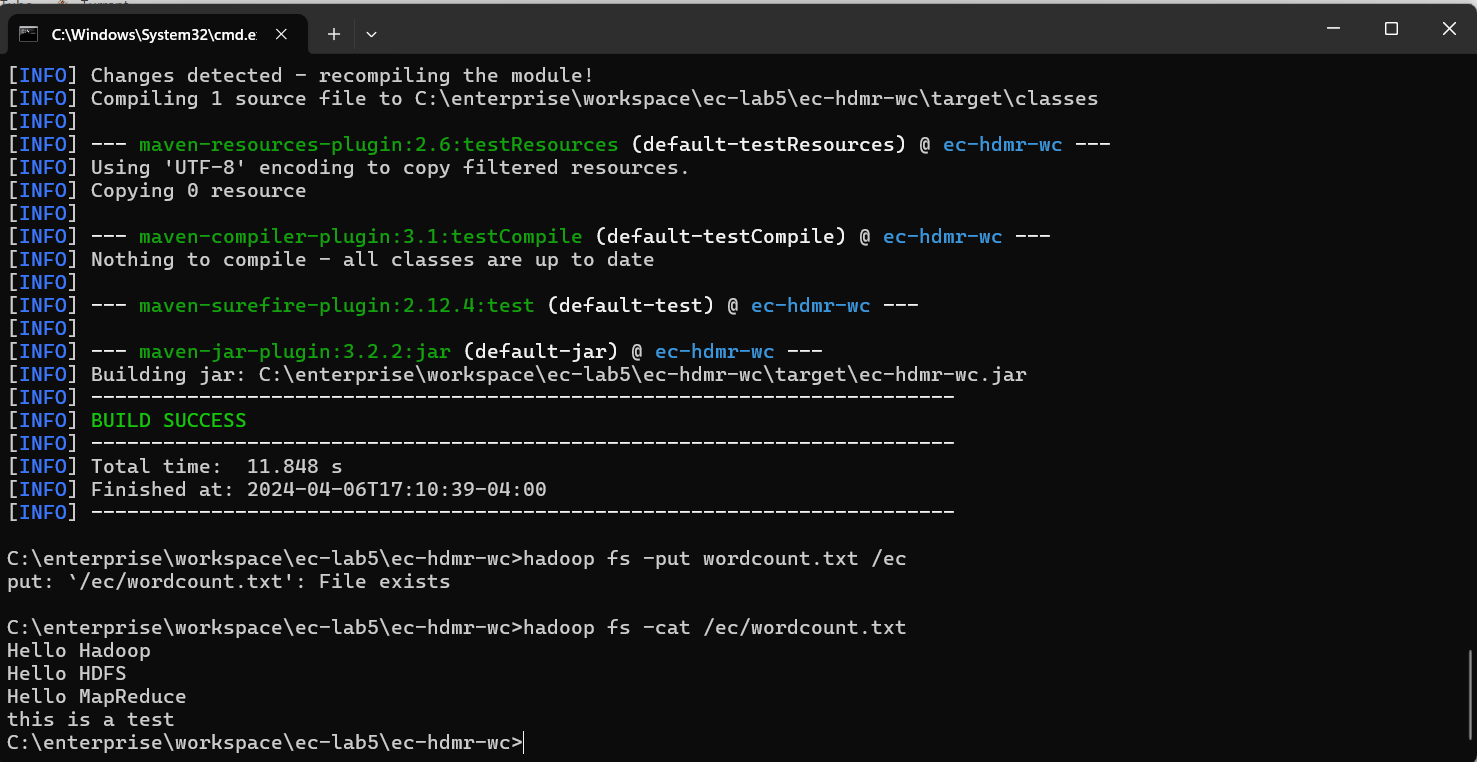 C:\Windows\System32\cmd.e
[INFO] Changes detected - recompiling the module!
[INFO] Compiling 1 source file to C:\enterprise\workspace\ec-lab5\ec-hdmr-wc\target\classes
[INFO]
[INFO] --- maven-resources-plugin:2.6:testResources (default-testResources) @ ec-hdmr-wc ---
[INFO] Using 'UTF-8' encoding to copy filtered resources.
[INFO] Copying 0 resource
[INFO]
[INFO] --- maven-compiler-plugin:3.1:testCompile (default-testCompile) @ ec-hdmr-wc ---
[INFO] Nothing to compile - all classes are up to date
[INFO]
[INFO] --- maven-surefire-plugin:2.12.4:test (default-test) @ ec-hdmr-wc ---
[INFO]
[INFO] --- maven-jar-plugin:3.2.2:jar (default-jar) @ ec-hdmr-wc ---
[INFO] Building jar: C:\enterprise\workspace\ec-lab5\ec-hdmr-wc\target\ec-hdmr-wc.jar
[INFO] ------------------------------------------------------------------------
[INFO] BUILD SUCCESS
[INFO] ------------------------------------------------------------------------
[INFO] Total time:  11.848 s
[INFO] Finished at: 2024-04-06T17:10:39-04:00
[INFO] ------------------------------------------------------------------------
C:\enterprise\workspace\ec-lab5\ec-hdmr-wc>hadoop fs -put wordcount.txt /ec
put: `/ec/wordcount.txt': File exists
C:\enterprise\workspace\ec-lab5\ec-hdmr-wc>hadoop fs -cat /ec/wordcount.txt
Hello Hadoop
Hello HDFS
Hello MapReduce
this is a test
C:\enterprise\workspace\ec-lab5\ec-hdmr-wc>